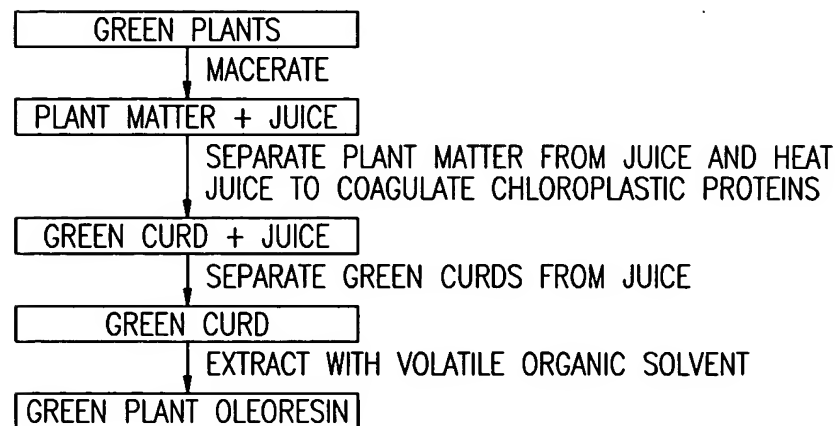 GREEN PLANTS
MACERATE
PLANT MATTER + JUICE
SEPARATE PLANT MATTER FROM JUICE AND HEAT
JUICE TO COAGULATE CHLOROPLASTIC PROTEINS
GREEN CURD + JUICE
SEPARATE GREEN CURDS FROM JUICE
GREEN CURD
EXTRACT WITH VOLATILE ORGANIC SOLVENT
GREEN PLANT OLEORESIN